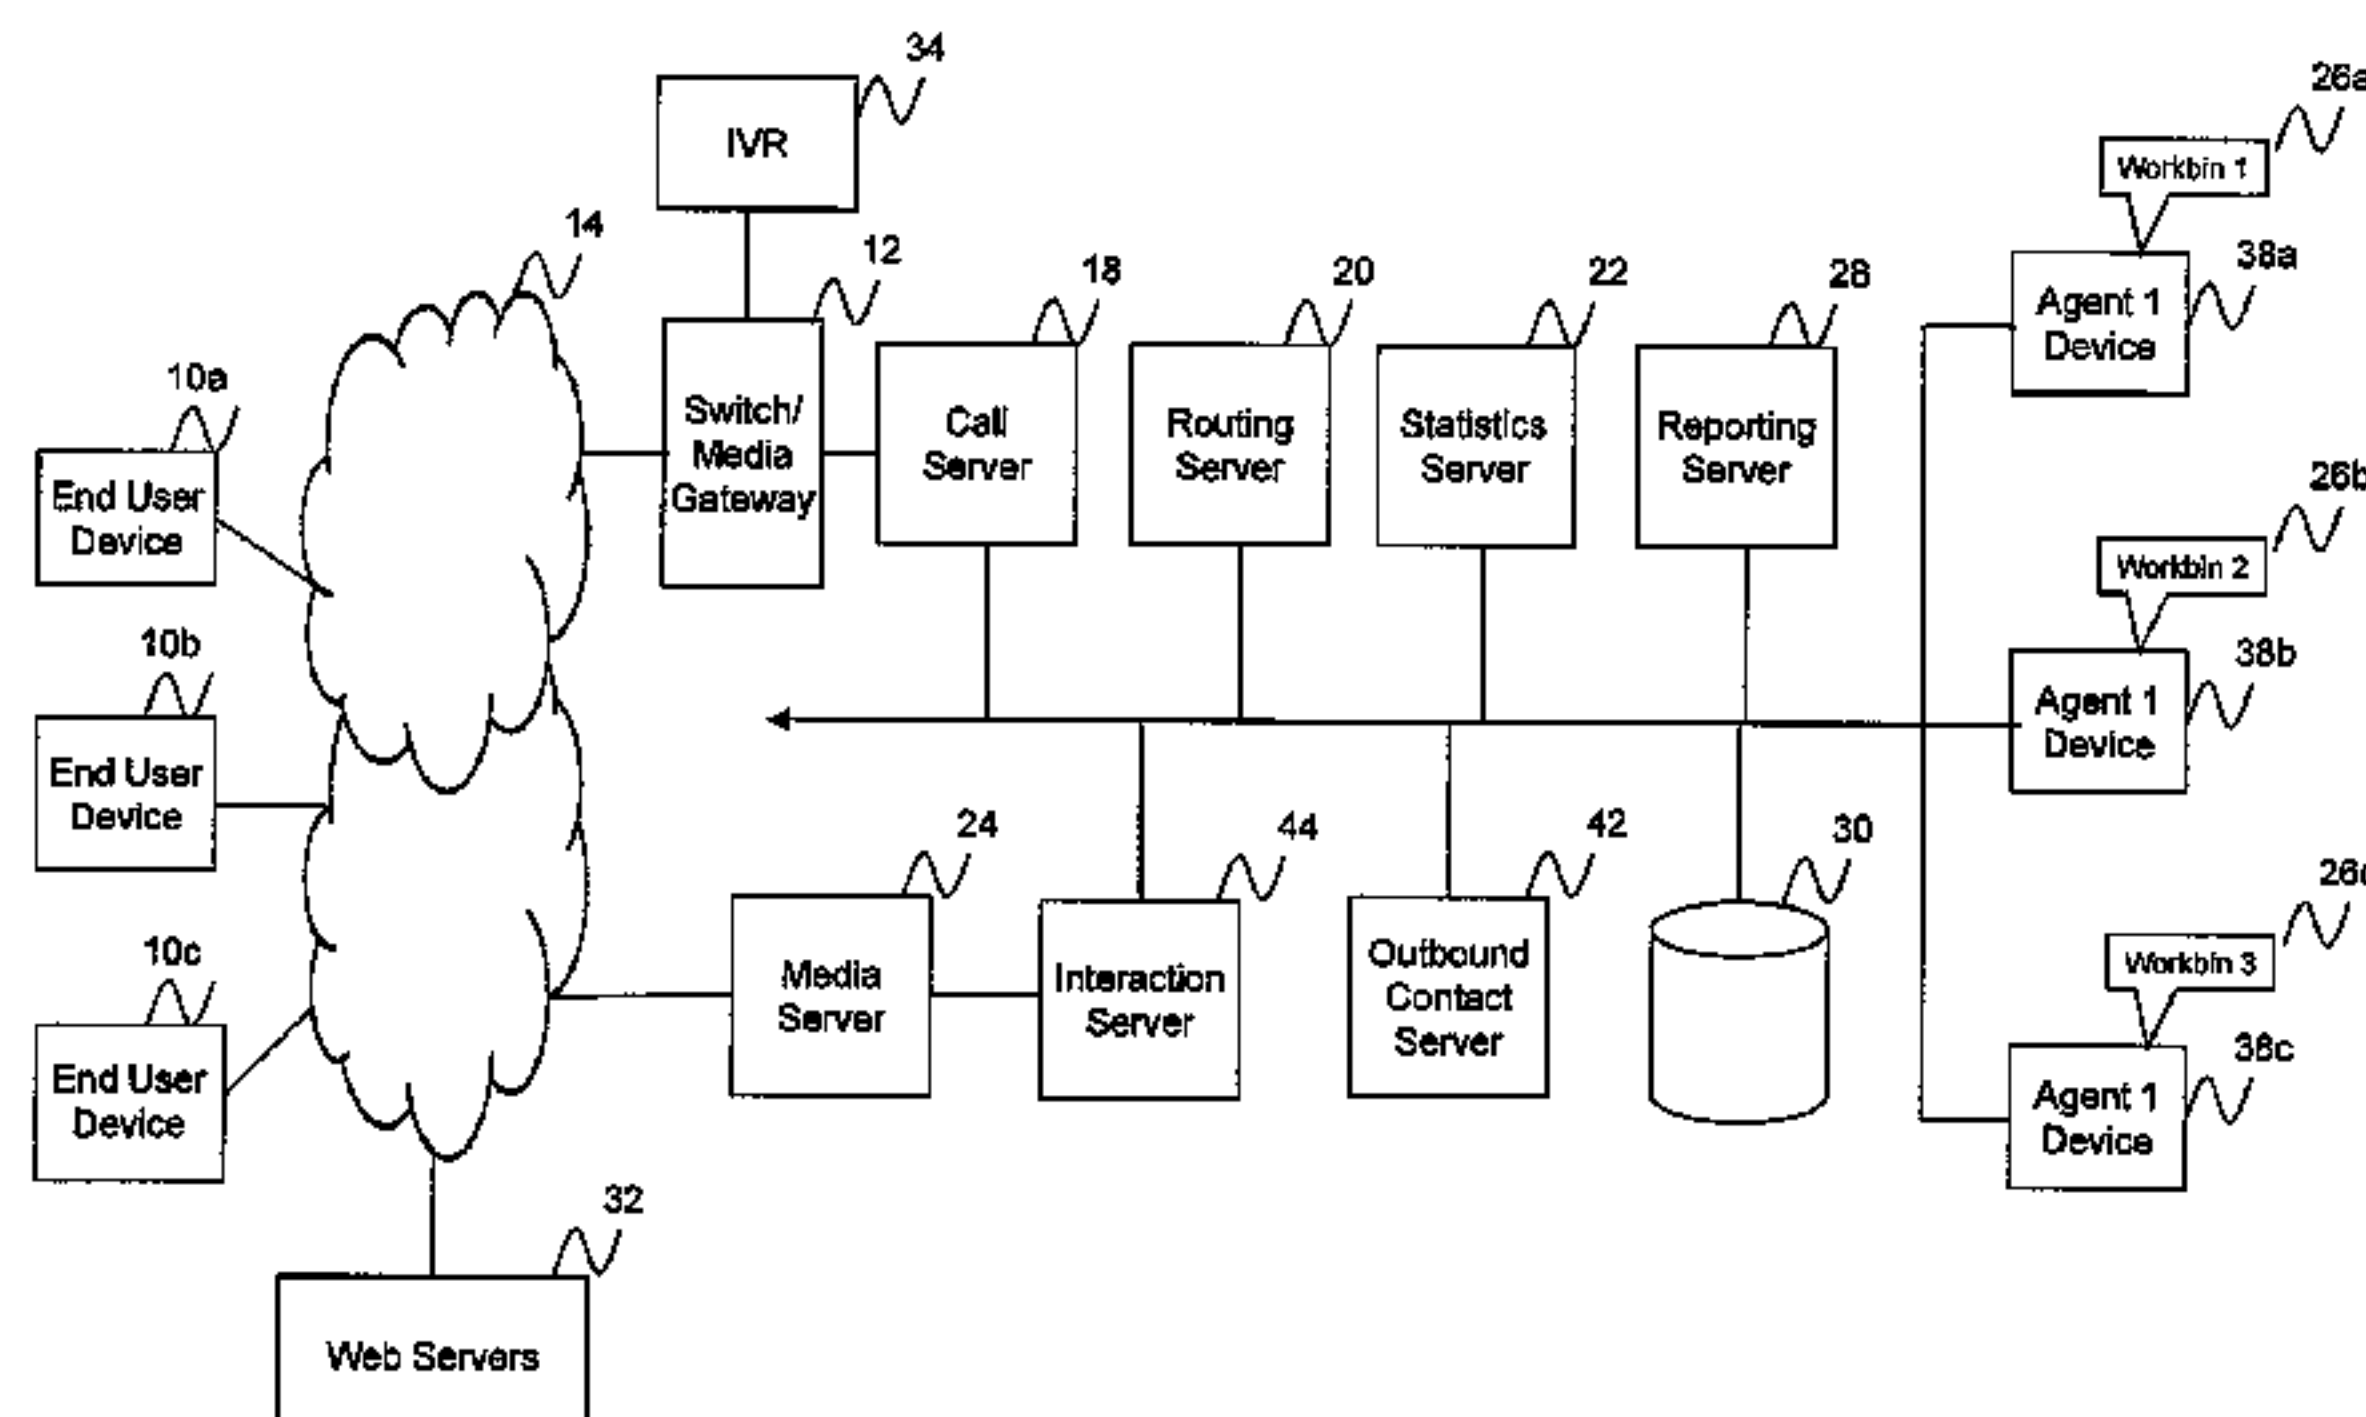 34
IVR
14
12
18
20
22
28
26a
Workbin 1
38a
Agent 1
Device
10a
End User
Device
Switch/
Media
Gateway
Call
Server
Routing
Server
Statistics
Server
Reporting
Server
26b
Workbin 2
38b
Agent 1
Device
10b
End User
Device
24
44
42
30
Media
Server
Interaction
Server
Outbound
Contact
Server
10c
End User
Device
26c
Workbin 3
38c
Agent 1
Device
32
Web Servers